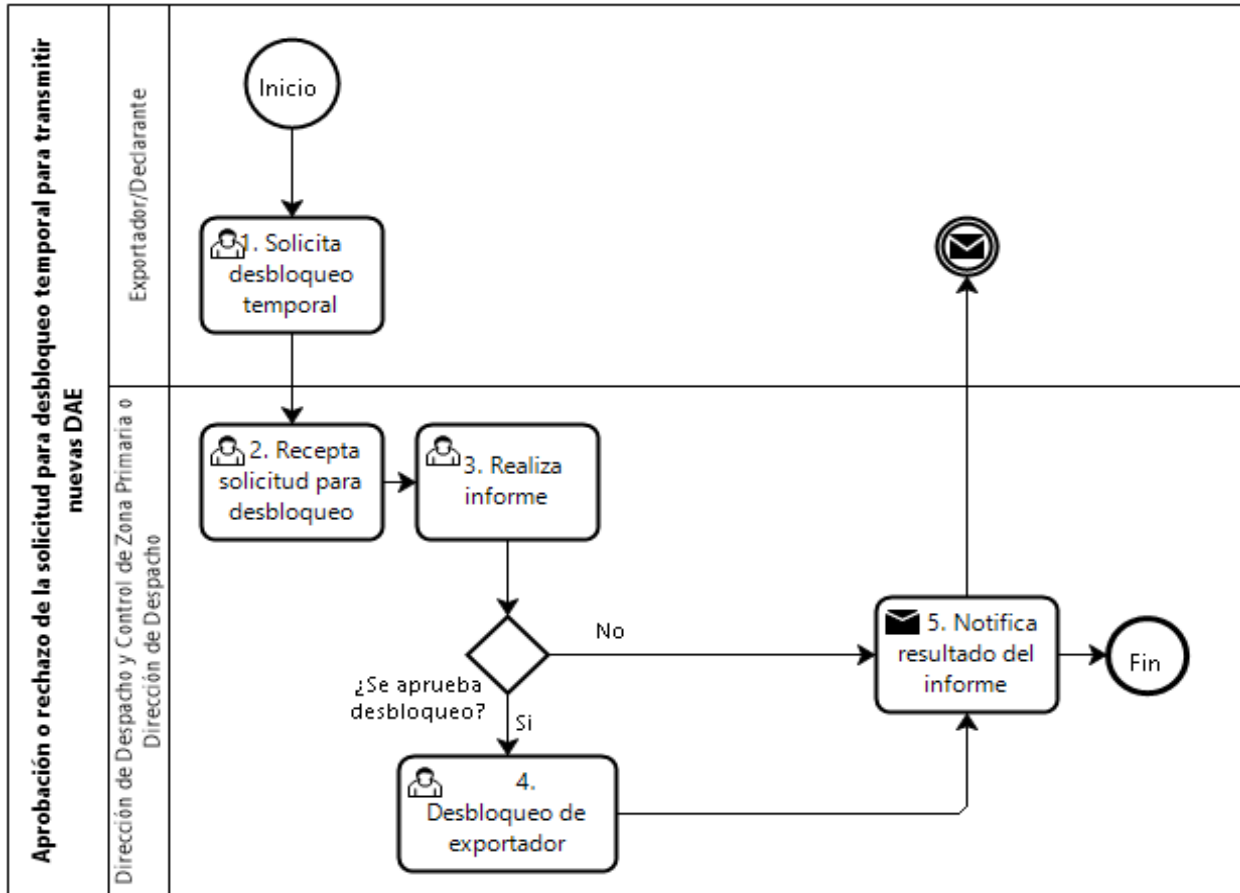 Aprobación o rechazo de la solicitud para desbloqueo temporal para transmitir
nuevas DAE
Exportador/Declarante
Inicio
1. Solicita
desbloqueo
temporal
Dirección de Despacho y Control de Zona Primaria o
Dirección de Despacho
2. Recepta
solicitud para
desbloqueo
3. Realiza
informe
¿Se aprueba
desbloqueo?
No
Si
4.
Desbloqueo de
exportador
5. Notifica
resultado del
informe
Fin